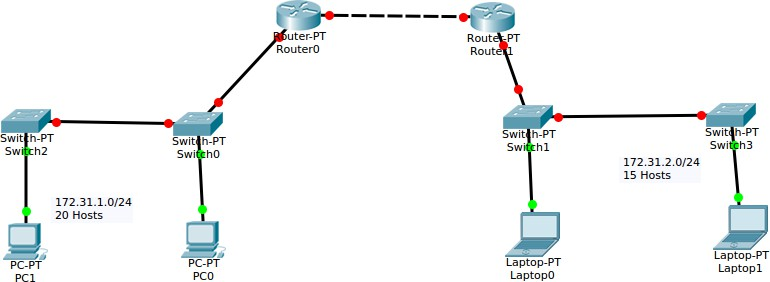 Router-PT
Router0
Router-PT
Router1
Switch-PT
Switch2
Switch-PT
Switch0
Switch-PT
Switch1
Switch-PT
Switch3
172.31.1.0/24
20 Hosts
172.31.2.0/24
15 Hosts
PC-PT
PC1
PC-PT
PC0
Laptop-PT
Laptop0
Laptop-PT
Laptop1